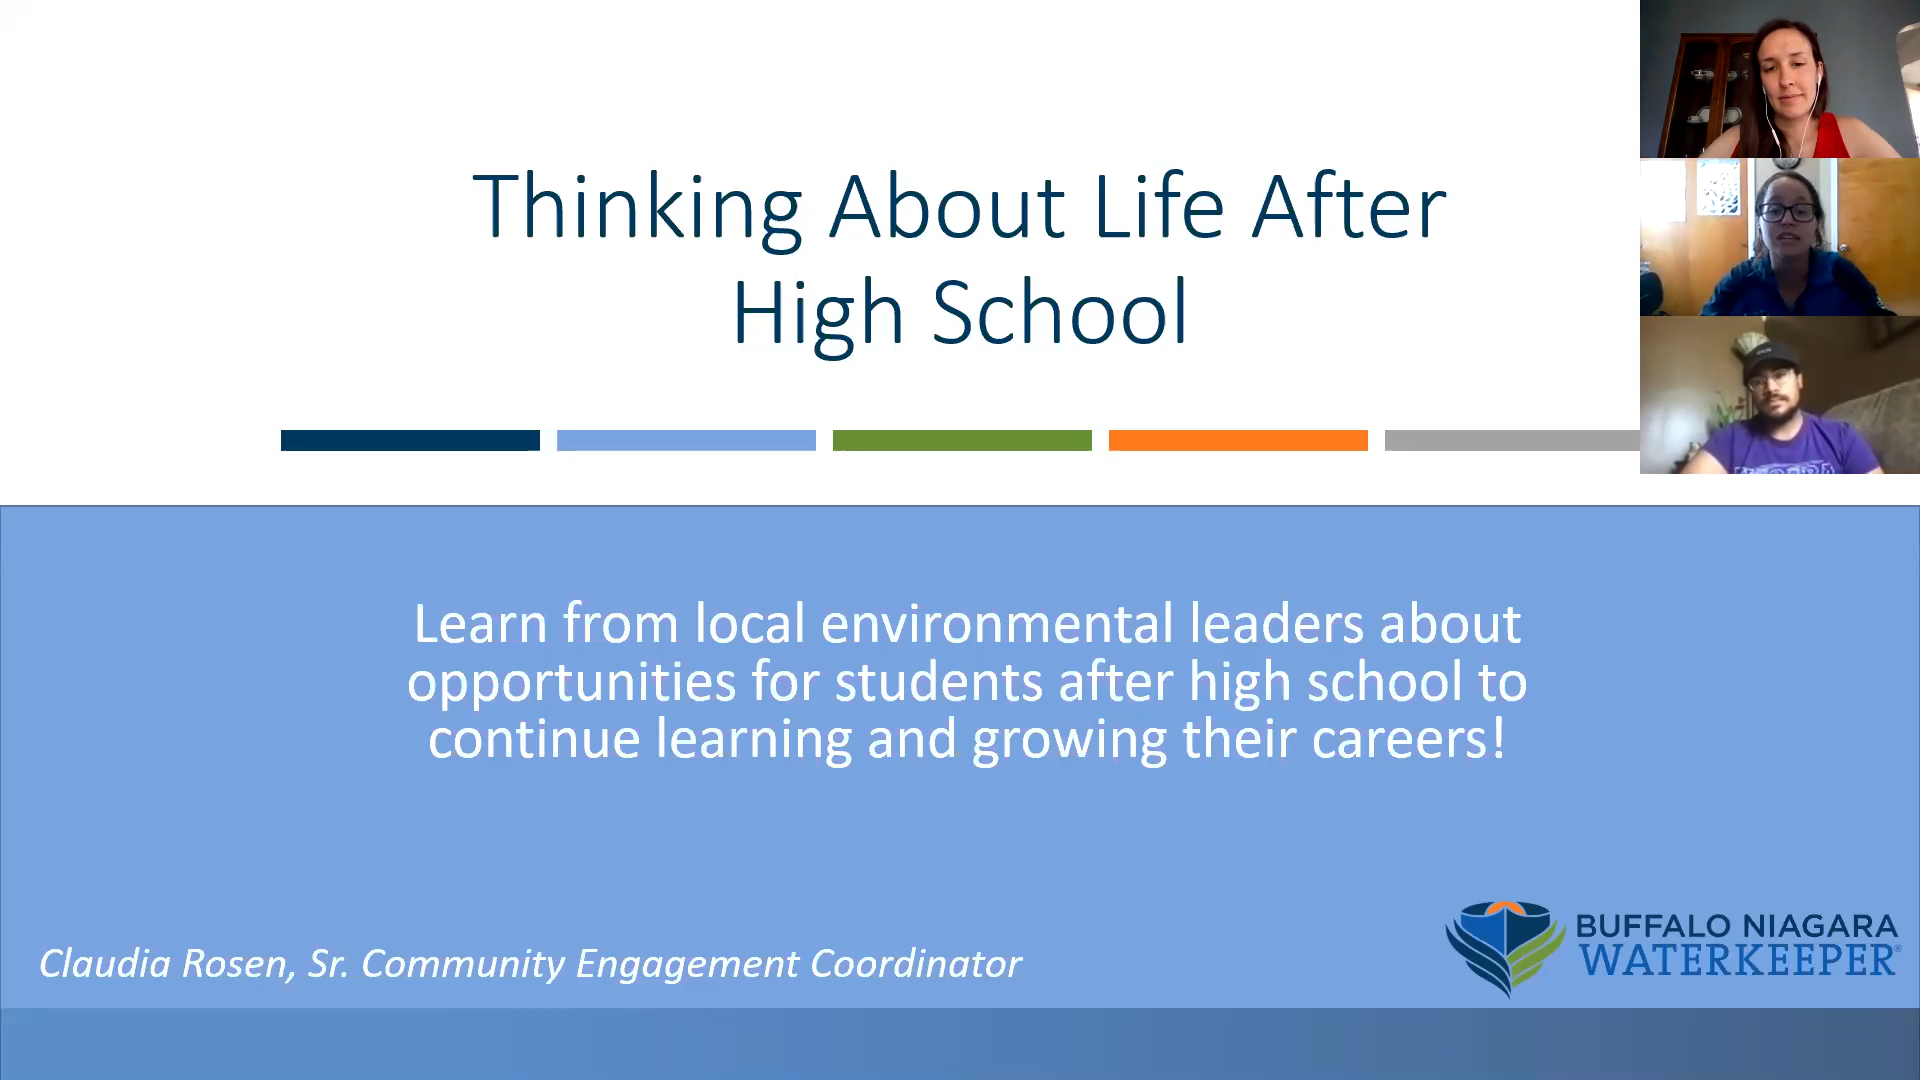 Thinking About Life After
High School
Learn from local environmental leaders about
opportunities for students after high school to
continue learning and growing their careers!
Claudia Rosen, Sr. Community Engagement Coordinator
BUFFALO NIAGARA
WATERKEEPER®